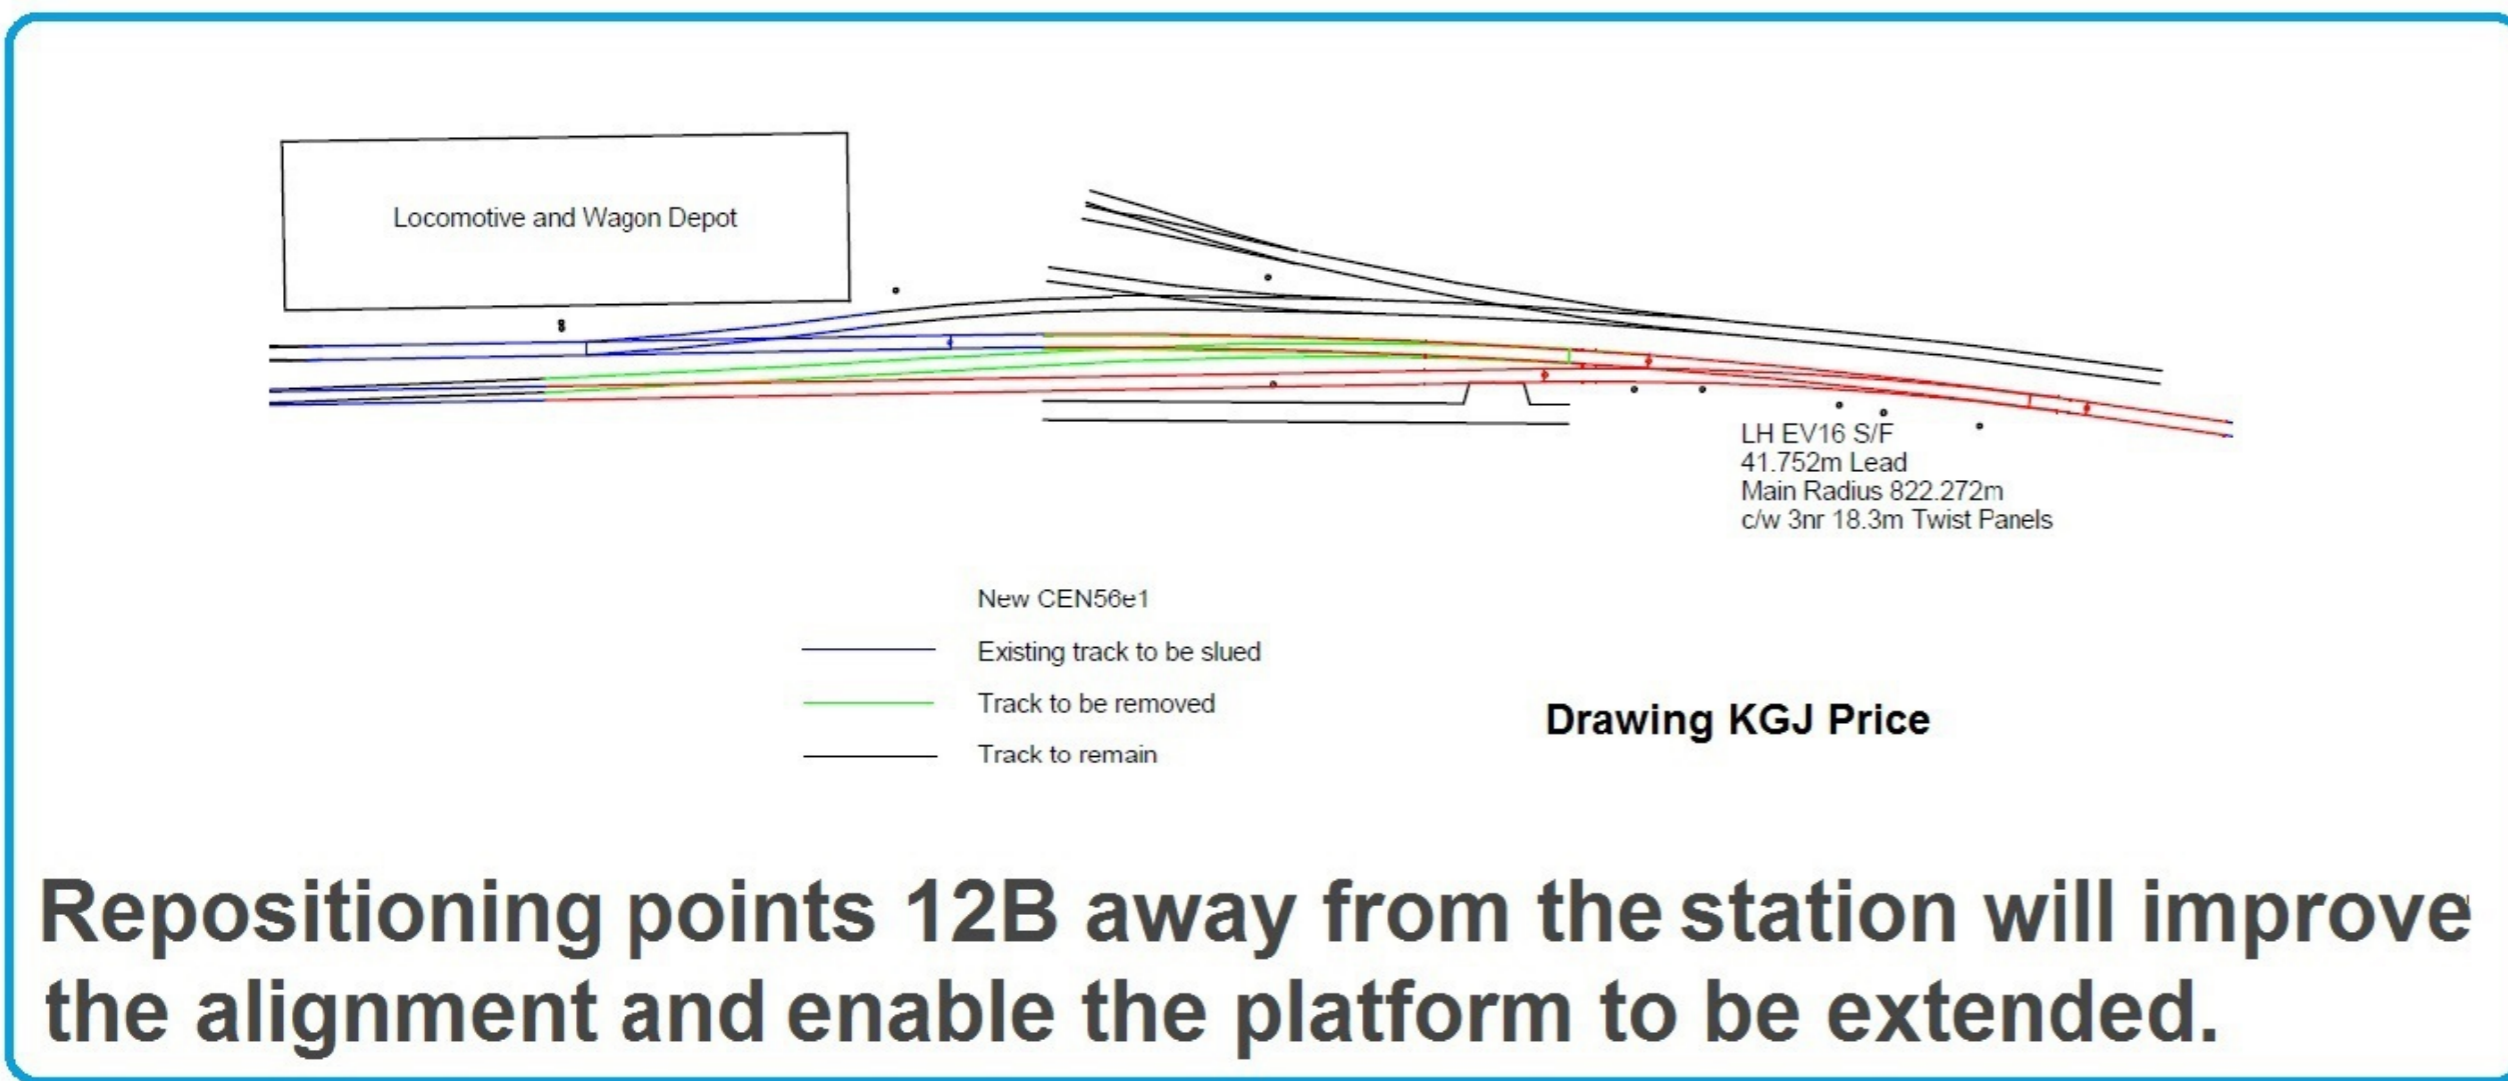 Locomotive and Wagon Depot
LH EV16 S/F
41.752m Lead
Main Radius 822.272m
c/w 3nr 18.3m Twist Panels
New CEN56e1
Existing track to be slued
Track to be removed
Track to remain
Drawing KGJ Price
Repositioning points 12B away from the station will improve
the alignment and enable the platform to be extended.